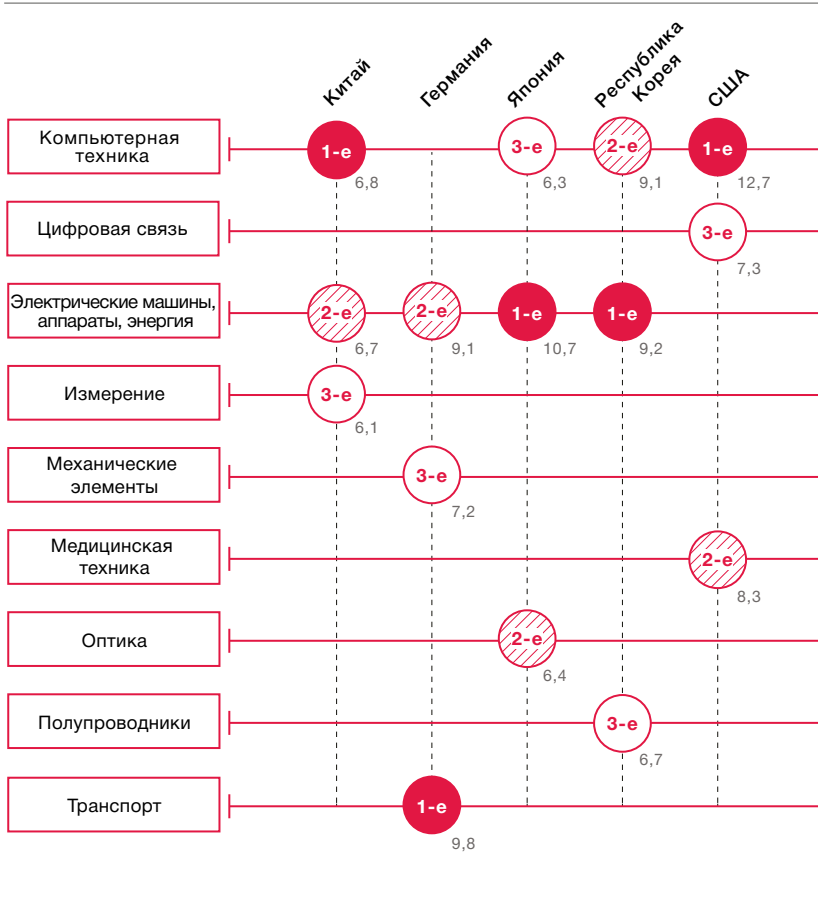 Китай
Германия
Япония
Республика
Корея
США
Компьютерная
техника
1-е
3-е
2-е
1-е
6,8
6,3
9,1
12,7
Цифровая связь
3-е
7,3
Электрические машины,
аппараты, энергия
2-е
2-е
1-е
1-е
6,7
9,1
10,7
9,2
Измерение
3-е
6,1
Механические
элементы
3-е
7,2
Медицинская
техника
2-е
8,3
Оптика
2-е
6,4
Полупроводники
3-е
6,7
Транспорт
1-е
9,8